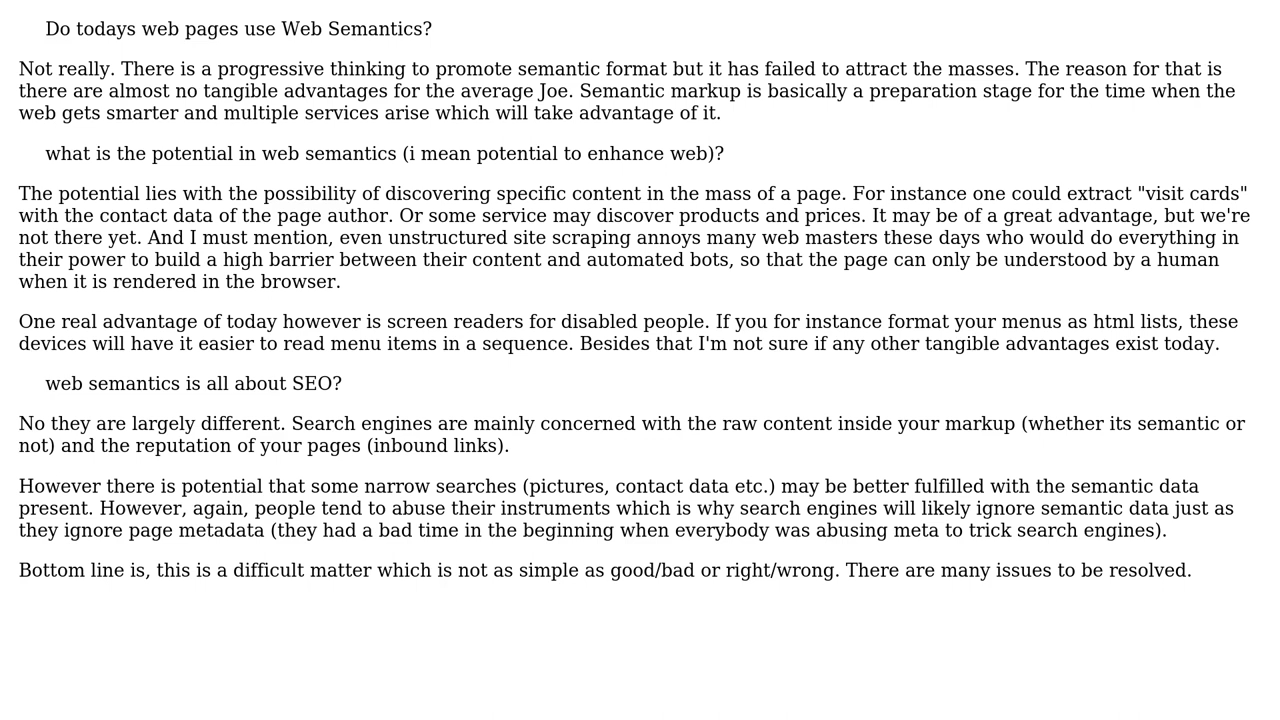 Do todays web pages use Web Semantics?
Not really. There is a progressive thinking to promote semantic format but it has failed to attract the masses. The reason for that is
there are almost no tangible advantages for the average Joe. Semantic markup is basically a preparation stage for the time when the
web gets smarter and multiple services arise which will take advantage of it.
what is the potential in web semantics (i mean potential to enhance web)?
The potential lies with the possibility of discovering specific content in the mass of a page. For instance one could extract "visit cards"
with the contact data of the page author. Or some service may discover products and prices. It may be of a great advantage, but we're
not there yet. And I must mention, even unstructured site scraping annoys many web masters these days who would do everything in
their power to build a high barrier between their content and automated bots, so that the page can only be understood by a human
when it is rendered in the browser.
One real advantage of today however is screen readers for disabled people. If you for instance format your menus as html lists, these
devices will have it easier to read menu items in a sequence. Besides that I'm not sure if any other tangible advantages exist today.
web semantics is all about SEO?
No they are largely different. Search engines are mainly concerned with the raw content inside your markup (whether its semantic or
not) and the reputation of your pages (inbound links).
However there is potential that some narrow searches (pictures, contact data etc.) may be better fulfilled with the semantic data
present. However, again, people tend to abuse their instruments which is why search engines will likely ignore semantic data just as
they ignore page metadata (they had a bad time in the beginning when everybody was abusing meta to trick search engines).
Bottom line is, this is a difficult matter which is not as simple as good/bad or right/wrong. There are many issues to be resolved.